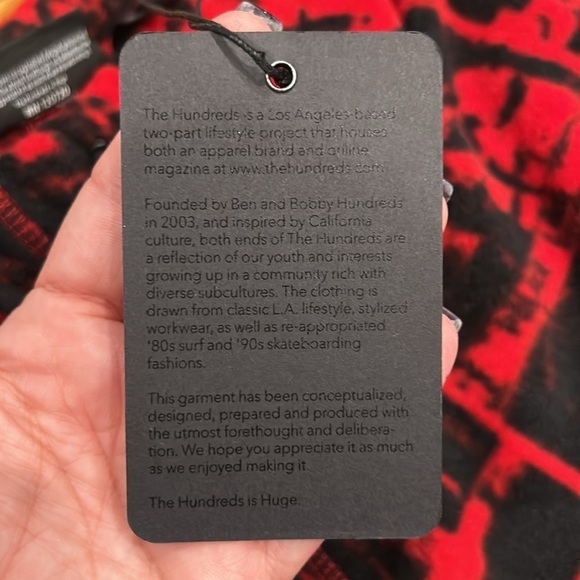 The Hundreds is a Los Angeles-based
two-part lifestyle project that houses
both an apparel brand and online
magazine at www.thehundreds.com.
Founded by Ben and Bobby Hundreds
in 2003, and inspired by California
culture, both ends of The Hundreds are
a reflection of our youth and interests
growing up in a community rich with
diverse subcultures. The clothing is
drawn from classic L.A. lifestyle, stylized
workwear, as well as re-appropriated
'80s surf and '90s skateboarding
fashions.
This garment has been conceptualized,
designed, prepared and produced with
the utmost forethought and delibera-
tion. We hope you appreciate it as much
as we enjoyed making it.
The Hundreds is Huge.